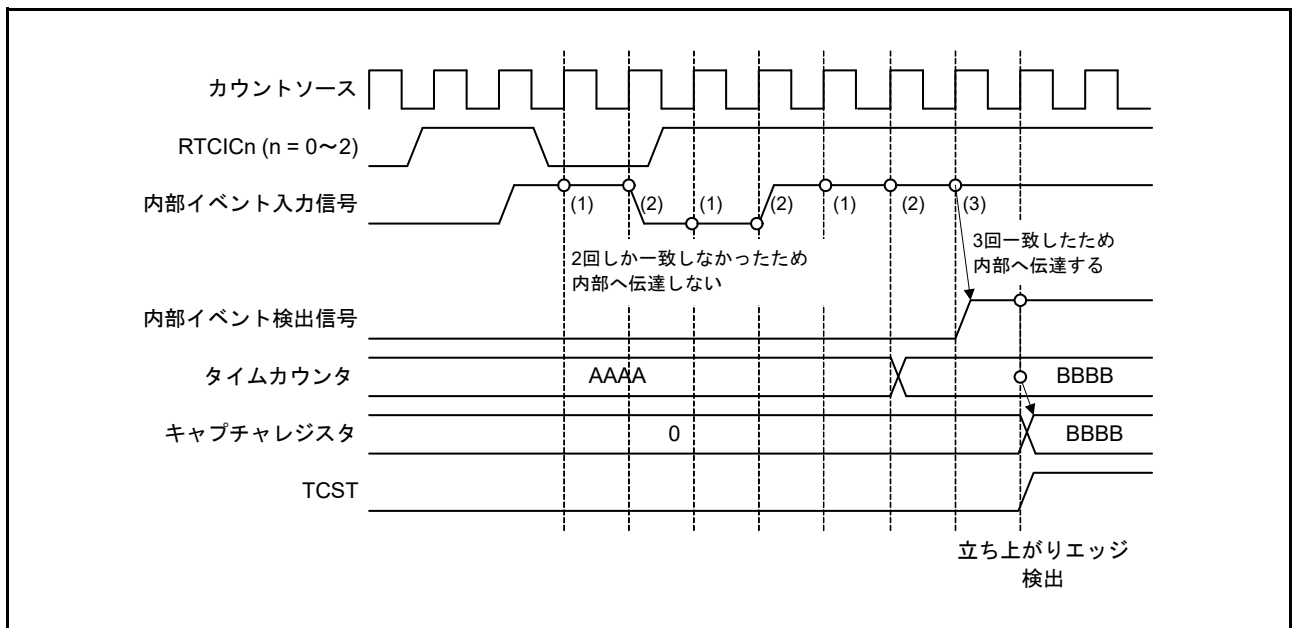 カウントソース
RTCICn (n = 0～2)
内部イベント入力信号
(1) (2) (1) (2) (1) (2) (3)
2回しか一致しなかったため
内部へ伝達しない
3回一致したため
内部へ伝達する
内部イベント検出信号
タイムカウンタ AAAA BBBB
キャプチャレジスタ 0 BBBB
TCST
立ち上がりエッジ
検出